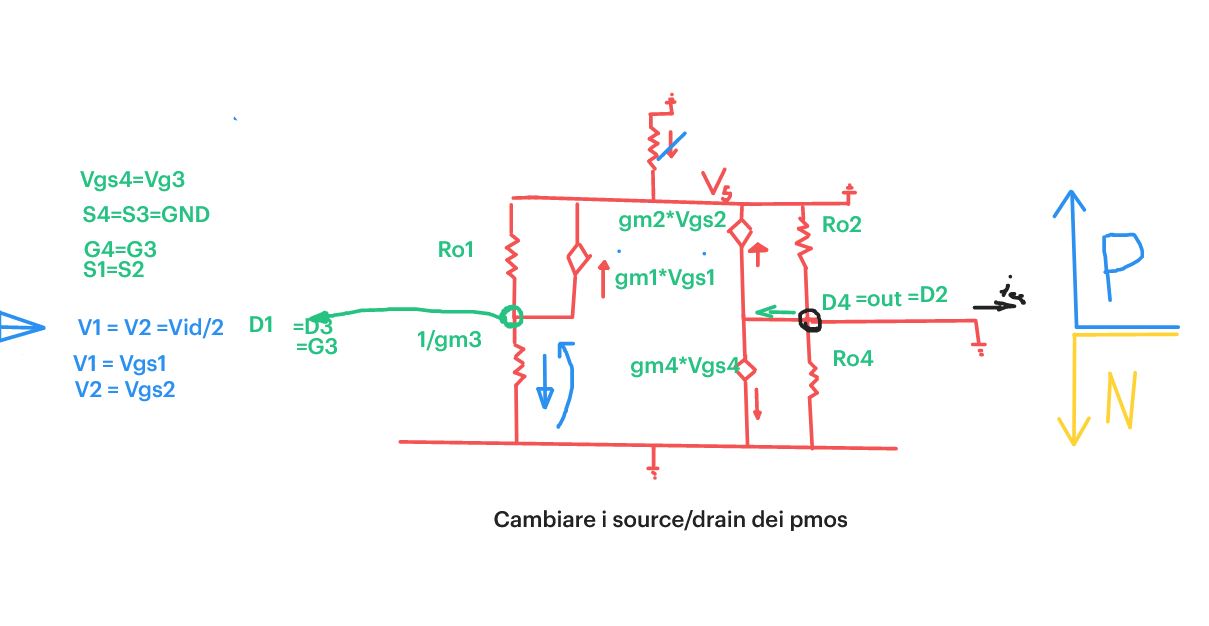 Vs
Vgs4=Vg3
S4=S3=GND
G4=G3
S1=S2
gm2*Vgs2
Ro2
Ro1
gm1*Vgs1
P
D4 =out =D2
V1 = V2 =Vid/2
D1 =D3
=G3
1/gm3
V1 = Vgs1
V2 = Vgs2
gm4*Vgs4
Ro4
N
Cambiare i source/drain dei pmos